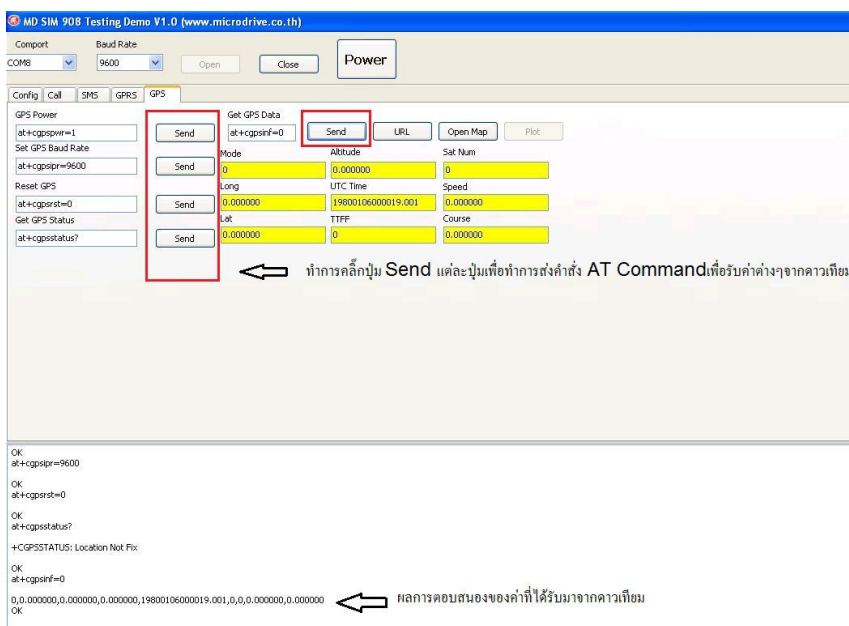 MD SIM 908 Testing Demo V1.0 (www.microdrive.co.th)
Comport Baud Rate
COM8 9600 Open Close Power
Config Call SMS GPRS GPS
GPS Power Get GPS Data
at+cgpspwr=1 Send at+cgpsinf=0 Send URL Open Map Plot
Set GPS Baud Rate Mode Altitude Sat Num
at+cgpsipr=9600 Send 0 0.000000 0
Reset GPS Long UTC Time Speed
at+cgpsrst=0 Send 0.000000 19800106000019.001 0.000000
Get GPS Status Lat TTFF Course
at+cgpsstatus? Send 0.000000 0 0.000000
ทำการคลิ๊กปุ่ม Send แต่ละปุ่มเพื่อทำการส่งคำสั่ง AT Commandเพื่อรับค่าต่างๆจากดาวเทียม
OK
at+cgpsipr=9600
OK
at+cgpsrst=0
OK
at+cgpsstatus?
+CGPSSTATUS: Location Not Fix
OK
at+cgpsinf=0
0,0.000000,0.000000,0.000000,19800106000019.001,0,0,0.000000,0.000000
ผลการตอบสนองของค่าที่ได้รับมาจากดาวเทียม
OK